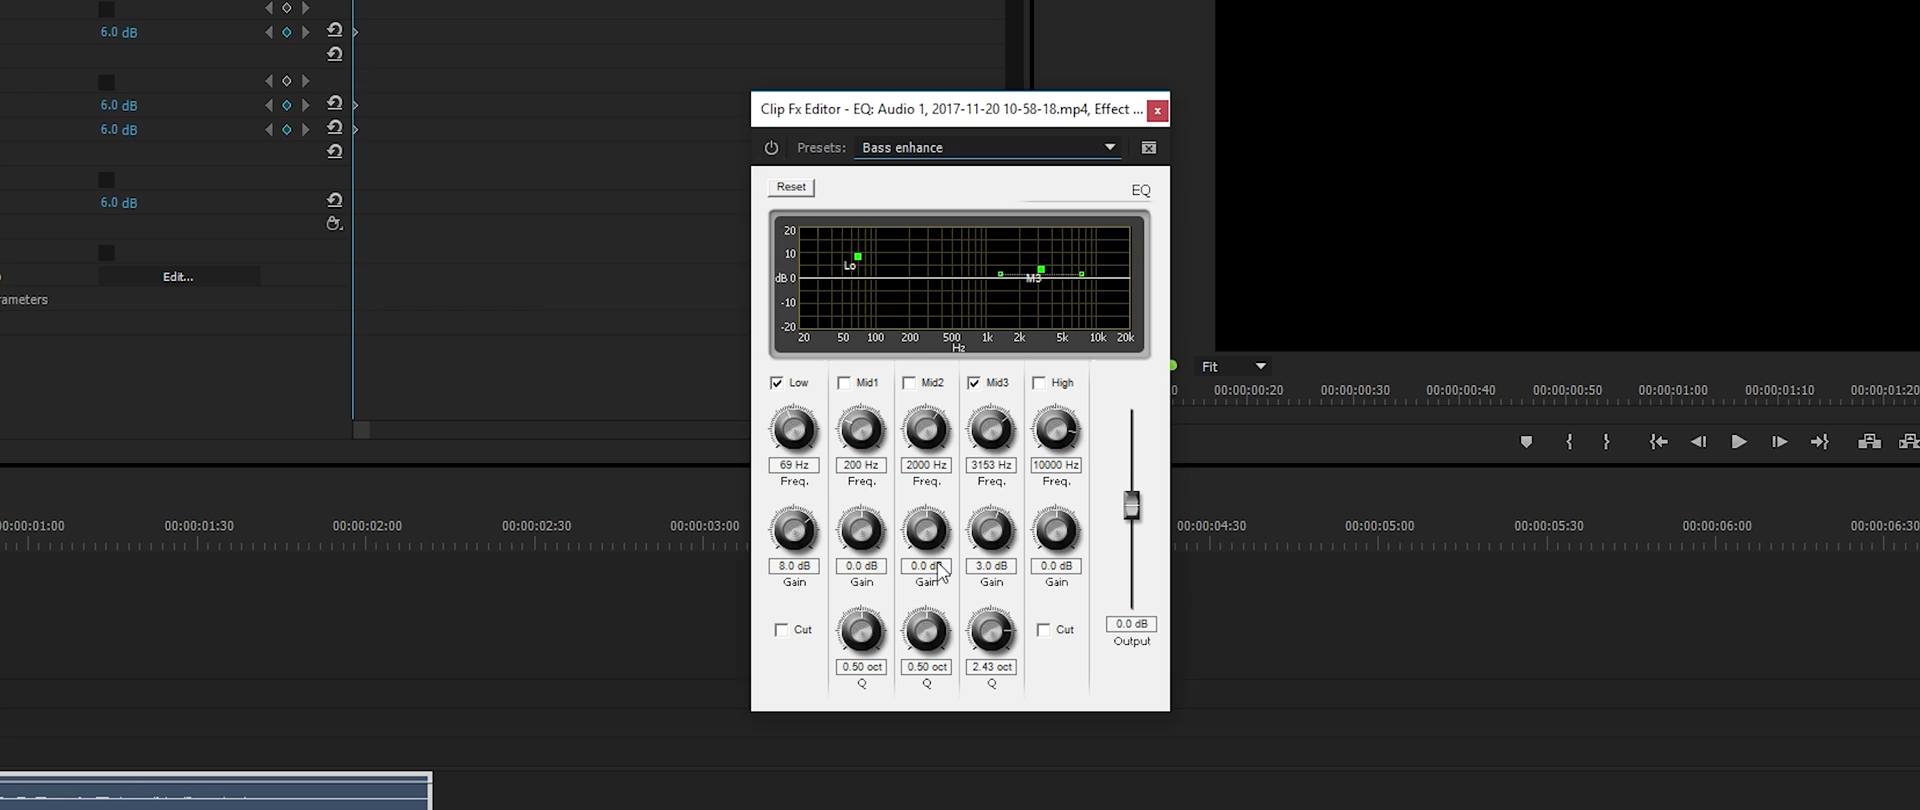 6.0 dB
6.0 dB
6.0 dB
6.0 dB
Edit...
rameters
Clip Fx Editor - EQ: Audio 1, 2017-11-20 10-58-18.mp4, Effect ...
x
Presets: Bass enhance
Reset
EQ
20
10
dB 0
-10
-20
Lo
M3
20 50 100 200 500 1k 2k 5k 10k 20k
Hz
Low Mid1 Mid2 Mid3 High
69 Hz 200 Hz 2000 Hz 3153 Hz 10000 Hz
Freq. Freq. Freq. Freq. Freq.
8.0 dB 0.0 dB 0.0 dB 3.0 dB 0.0 dB
Gain Gain Gain Gain Gain
Cut Cut
0.0 dB
Output
0.50 oct 0.50 oct 2.43 oct
Q Q Q
Fit
0 00:00:00:20 00:00:00:30 00:00:00:40 00:00:00:50 00:00:01:00 00:00:01:10 00:00:01:20
00:00:01:00 00:00:01:30 00:00:02:00 00:00:02:30 00:00:03:00 00:00:04:30 00:00:05:00 00:00:05:30 00:00:06:00 00:00:06:30